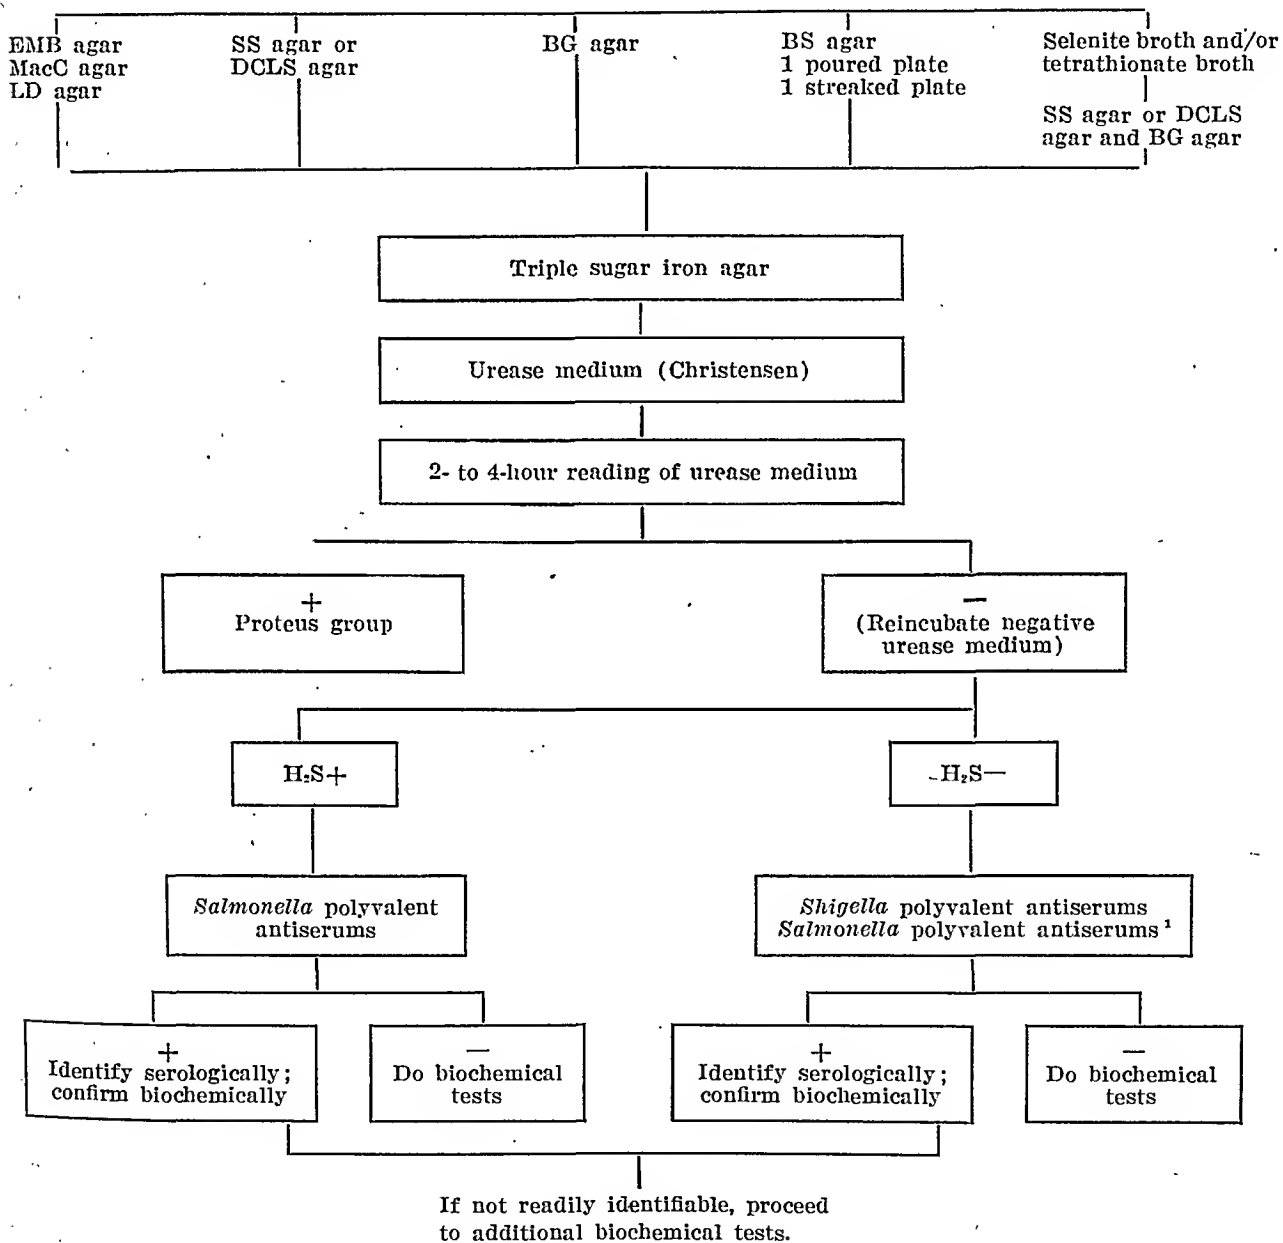 EMB agar
MacC agar
LD agar
SS agar or
DCLS agar
BG agar
BS agar
1 poured plate
1 streaked plate
Selenite broth and/or
tetrathionate broth
SS agar or DCLS
agar and BG agar
Triple sugar iron agar
Urease medium (Christensen)
2- to 4-hour reading of urease medium
+
Proteus group
—
(Reincubate negative
urease medium)
H₂S+
H₂S—
Salmonella polyvalent
antiserums
Shigella polyvalent antiserums
Salmonella polyvalent antiserums ¹
+
Identify serologically;
confirm biochemically
—
Do biochemical
tests
+
Identify serologically;
confirm biochemically
—
Do biochemical
tests
If not readily identifiable, proceed
to additional biochemical tests.